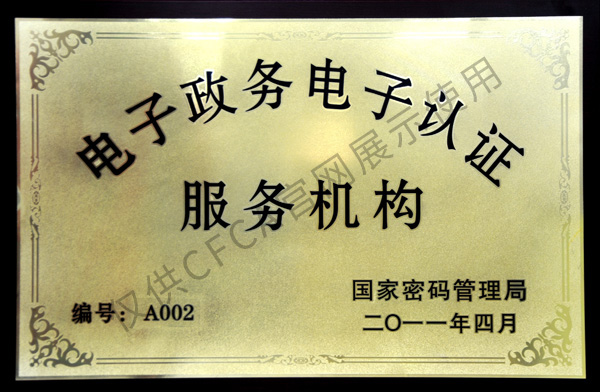 电子政务电子认证
服务机构
编号：A002
国家密码管理局
二〇一一年四月
仅供CFCA官网展示使用